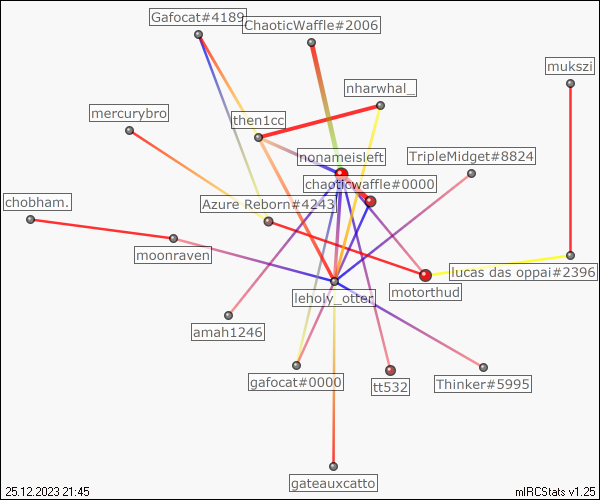 Gafocat#4189
ChaoticWaffle#2006
mukszi
nharwhal_
mercurybro
then1cc
nonameisleft
TripleMidget#8824
chaoticwaffle#0000
chobham.
Azure Reborn#4243
moonraven
lucas das oppai#2396
motorthud
leholy_otter
amah1246
gafocat#0000
tt532
Thinker#5995
gateauxcatto
25.12.2023 21:45
mIRCStats v1.25